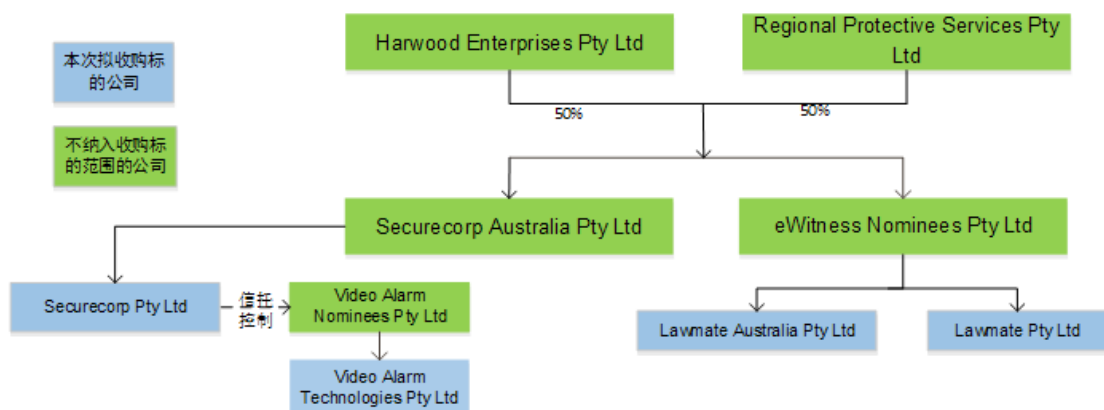 Harwood Enterprises Pty Ltd
Regional Protective Services Pty
Ltd
本次拟收购标
的公司
50%
50%
不纳入收购标
的范围的公司
Securecorp Australia Pty Ltd
eWitness Nominees Pty Ltd
Securecorp Pty Ltd
信托
控制
Video Alarm
Nominees Pty Ltd
Lawmate Australia Pty Ltd
Lawmate Pty Ltd
Video Alarm
Technologies Pty Ltd